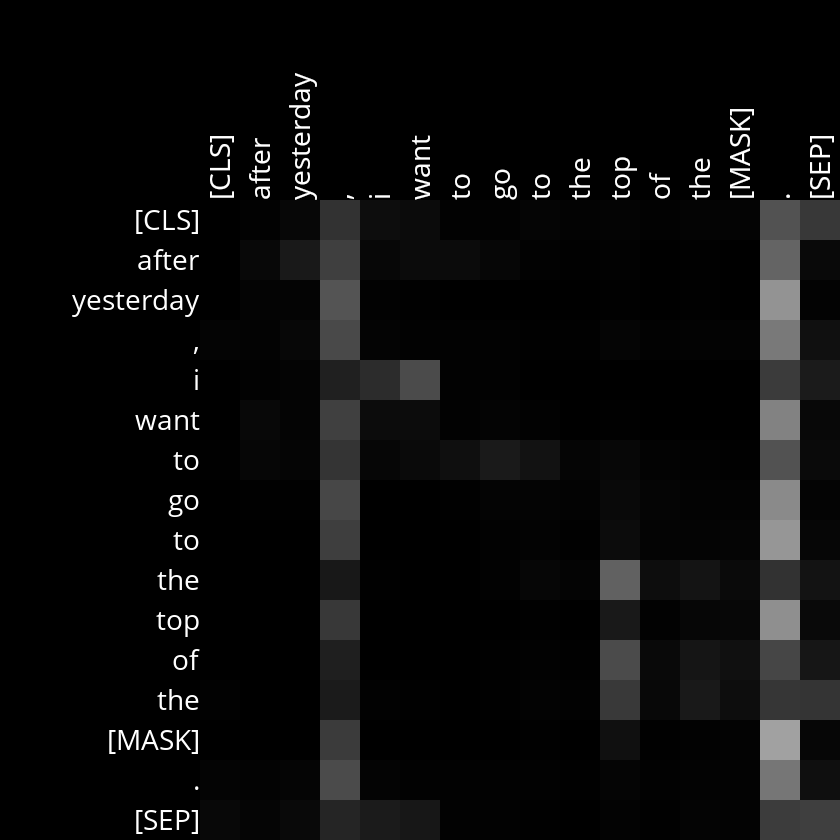 [CLS] after yesterday , i want to go to the top of the [MASK] . [SEP]
[CLS]
after
yesterday
,
i
want
to
go
to
the
top
of
the
[MASK]
.
[SEP]